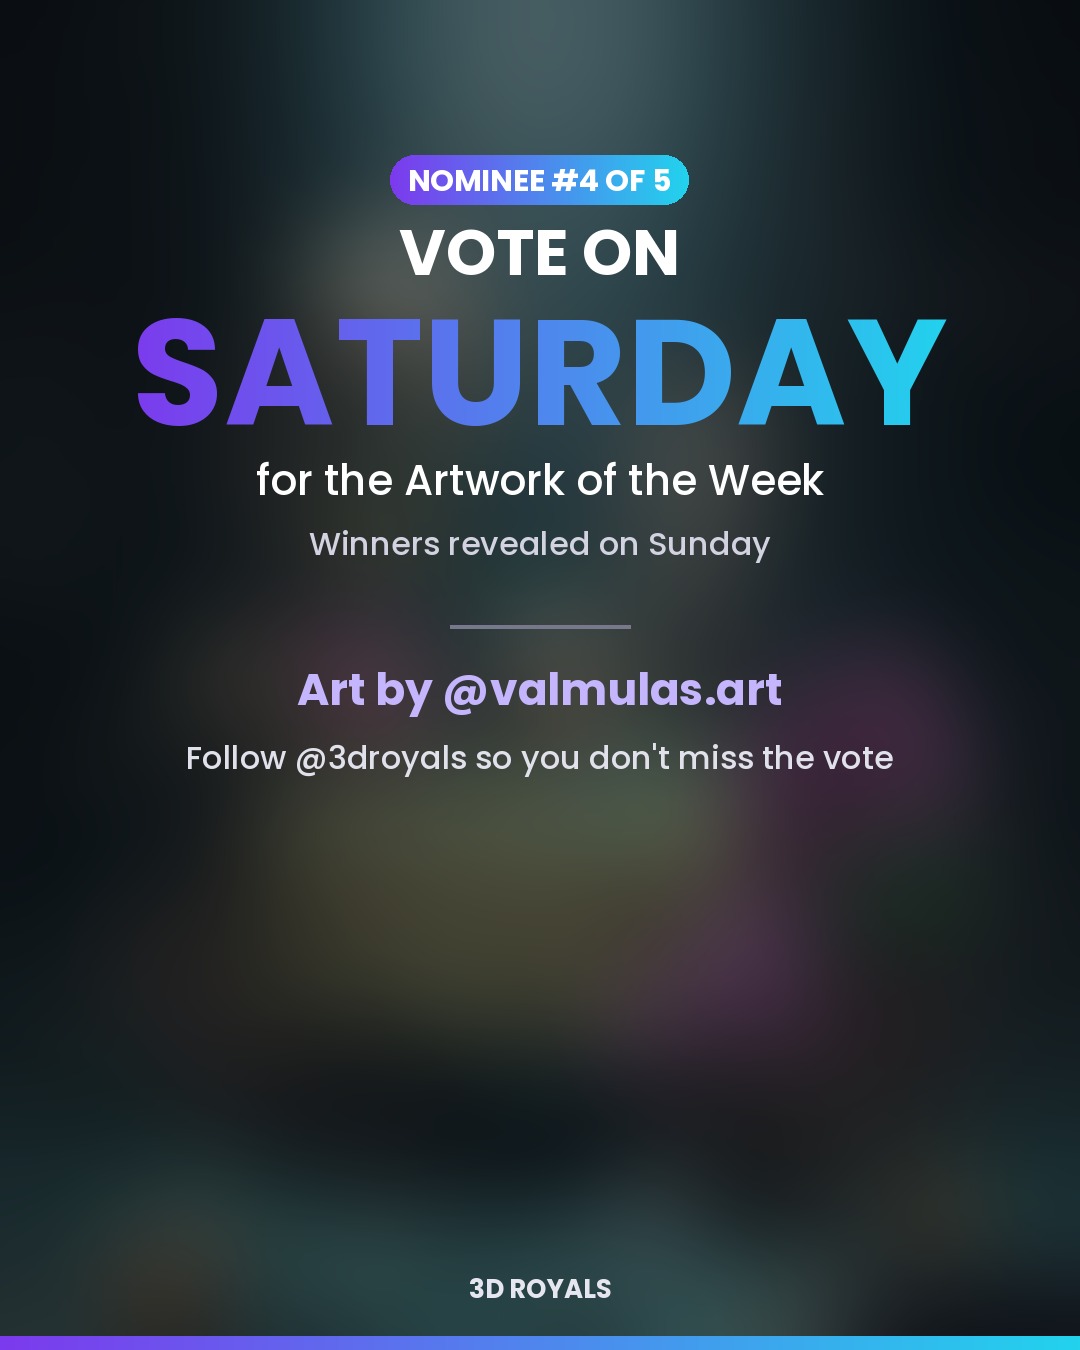 NOMINEE #4 OF 5
VOTE ON
SATURDAY
for the Artwork of the Week
Winners revealed on Sunday
Art by @valmulas.art
Follow @3droyals so you don't miss the vote
3D ROYALS